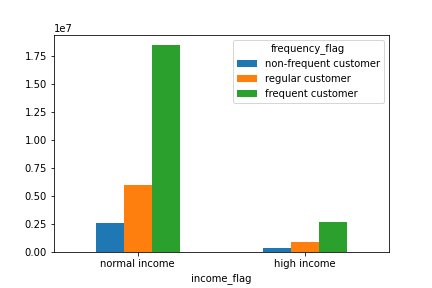 1e7
frequency_flag
non-frequent customer
regular customer
frequent customer
1.75
1.50
1.25
1.00
0.75
0.50
0.25
0.00
normal income
high income
income_flag